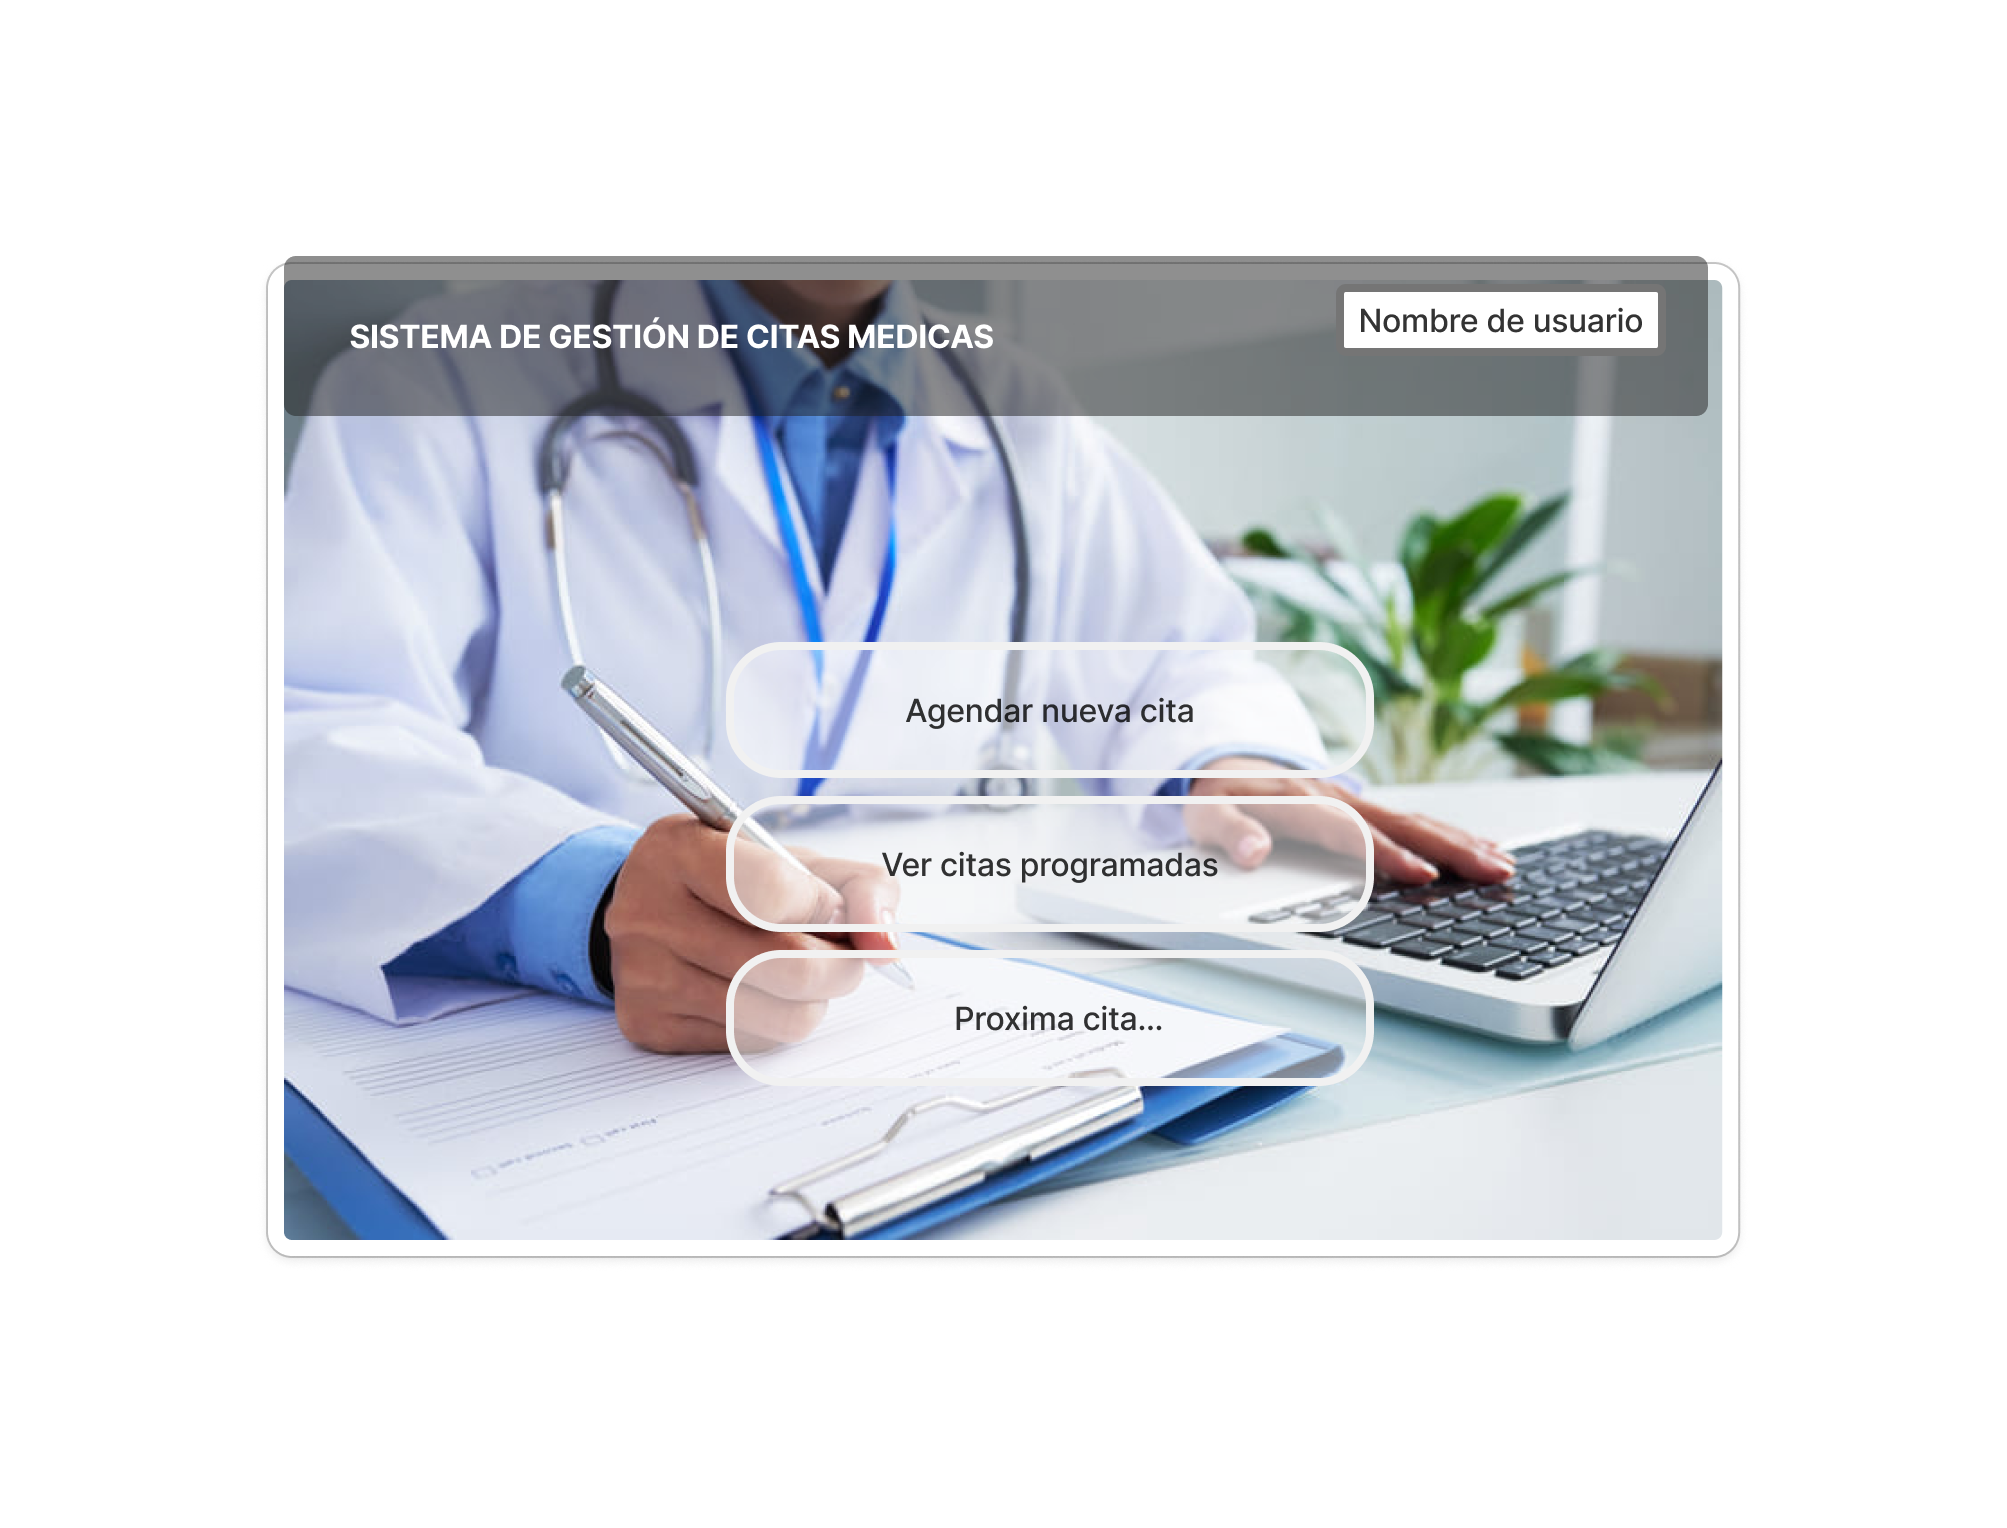 SISTEMA DE GESTIÓN DE CITAS MEDICAS
Nombre de usuario
Agendar nueva cita
Ver citas programadas
Proxima cita...